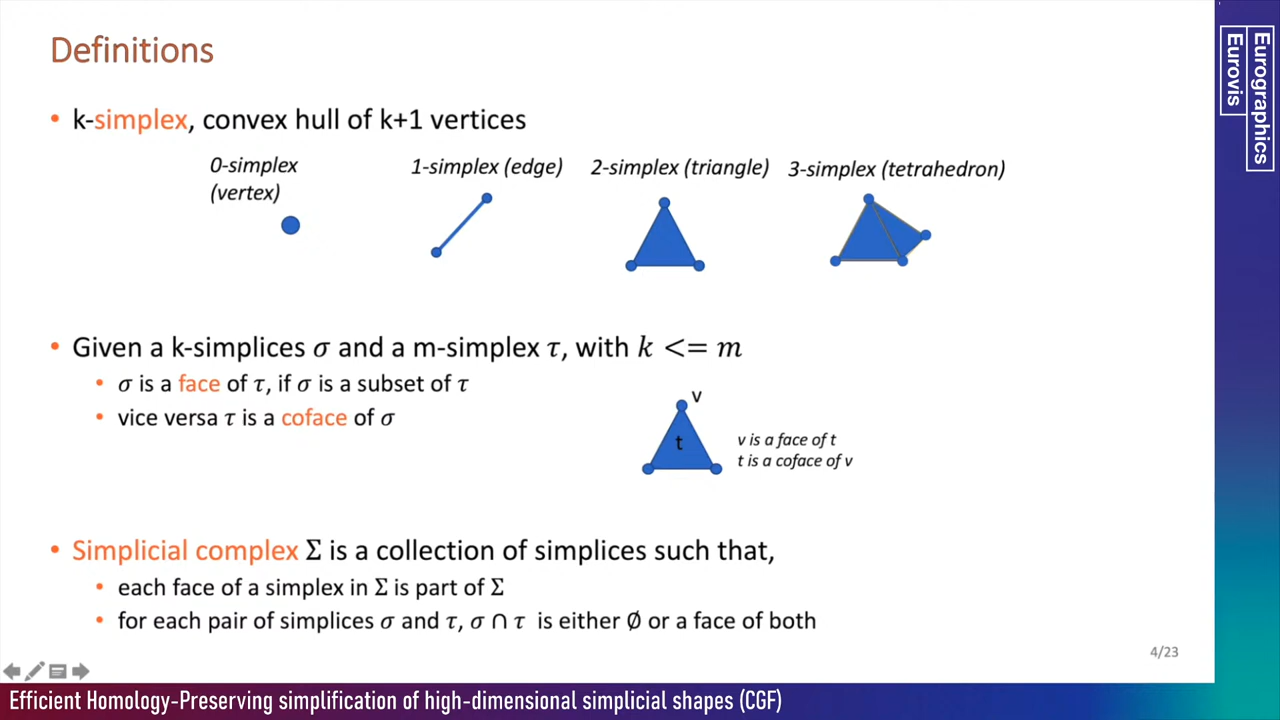 Definitions
• k-simplex, convex hull of k+1 vertices
0-simplex
(vertex)
1-simplex (edge)
2-simplex (triangle)
3-simplex (tetrahedron)
• Given a k-simplices σ and a m-simplex τ, with k <= m
• σ is a face of τ, if σ is a subset of τ
• vice versa τ is a coface of σ
v
t
v is a face of t
t is a coface of v
• Simplicial complex Σ is a collection of simplices such that,
• each face of a simplex in Σ is part of Σ
• for each pair of simplices σ and τ, σ ∩ τ is either ∅ or a face of both
4/23
Eurographics
Eurovis
Efficient Homology-Preserving simplification of high-dimensional simplicial shapes (CGF)